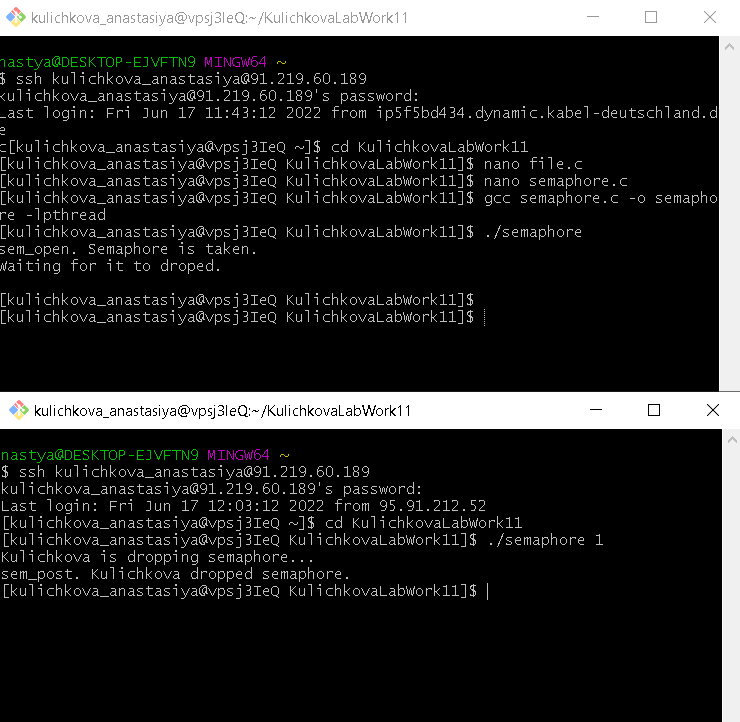 kulichkova_anastasiya@vpsj3IeQ:~/KulichkovaLabWork11
nastya@DESKTOP-EJVFTN9 MINGW64 ~
$ ssh kulichkova_anastasiya@91.219.60.189
kulichkova_anastasiya@91.219.60.189's password:
Last login: Fri Jun 17 11:43:12 2022 from ip5f5bd434.dynamic.kabel-deutschland.d
e
c[kulichkova_anastasiya@vpsj3IeQ ~]$ cd KulichkovaLabWork11
[kulichkova_anastasiya@vpsj3IeQ KulichkovaLabWork11]$ nano file.c
[kulichkova_anastasiya@vpsj3IeQ KulichkovaLabWork11]$ nano semaphore.c
[kulichkova_anastasiya@vpsj3IeQ KulichkovaLabWork11]$ gcc semaphore.c -o semapho
re -lpthread
[kulichkova_anastasiya@vpsj3IeQ KulichkovaLabWork11]$ ./semaphore
sem_open. Semaphore is taken.
Waiting for it to droped.
[kulichkova_anastasiya@vpsj3IeQ KulichkovaLabWork11]$
[kulichkova_anastasiya@vpsj3IeQ KulichkovaLabWork11]$
kulichkova_anastasiya@vpsj3IeQ:~/KulichkovaLabWork11
nastya@DESKTOP-EJVFTN9 MINGW64 ~
$ ssh kulichkova_anastasiya@91.219.60.189
kulichkova_anastasiya@91.219.60.189's password:
Last login: Fri Jun 17 12:03:12 2022 from 95.91.212.52
[kulichkova_anastasiya@vpsj3IeQ ~]$ cd KulichkovaLabWork11
[kulichkova_anastasiya@vpsj3IeQ KulichkovaLabWork11]$ ./semaphore 1
Kulichkova is dropping semaphore...
sem_post. Kulichkova dropped semaphore.
[kulichkova_anastasiya@vpsj3IeQ KulichkovaLabWork11]$